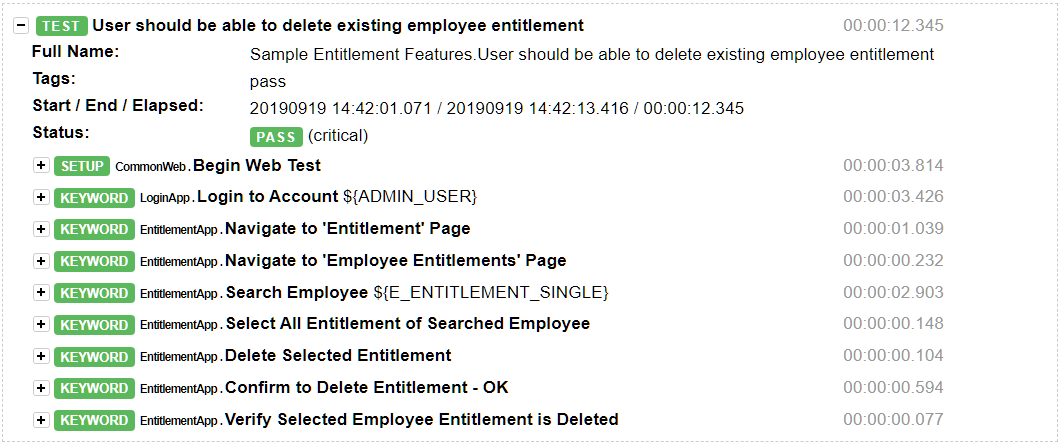 TEST User should be able to delete existing employee entitlement 00:00:12.345
Full Name: Sample Entitlement Features.User should be able to delete existing employee entitlement
Tags: pass
Start / End / Elapsed: 20190919 14:42:01.071 / 20190919 14:42:13.416 / 00:00:12.345
Status: PASS (critical)
+ SETUP CommonWeb.Begin Web Test 00:00:03.814
+ KEYWORD LoginApp.Login to Account ${ADMIN_USER} 00:00:03.426
+ KEYWORD EntitlementApp.Navigate to 'Entitlement' Page 00:00:01.039
+ KEYWORD EntitlementApp.Navigate to 'Employee Entitlements' Page 00:00:00.232
+ KEYWORD EntitlementApp.Search Employee ${E_ENTITLEMENT_SINGLE} 00:00:02.903
+ KEYWORD EntitlementApp.Select All Entitlement of Searched Employee 00:00:00.148
+ KEYWORD EntitlementApp.Delete Selected Entitlement 00:00:00.104
+ KEYWORD EntitlementApp.Confirm to Delete Entitlement - OK 00:00:00.594
+ KEYWORD EntitlementApp.Verify Selected Employee Entitlement is Deleted 00:00:00.077